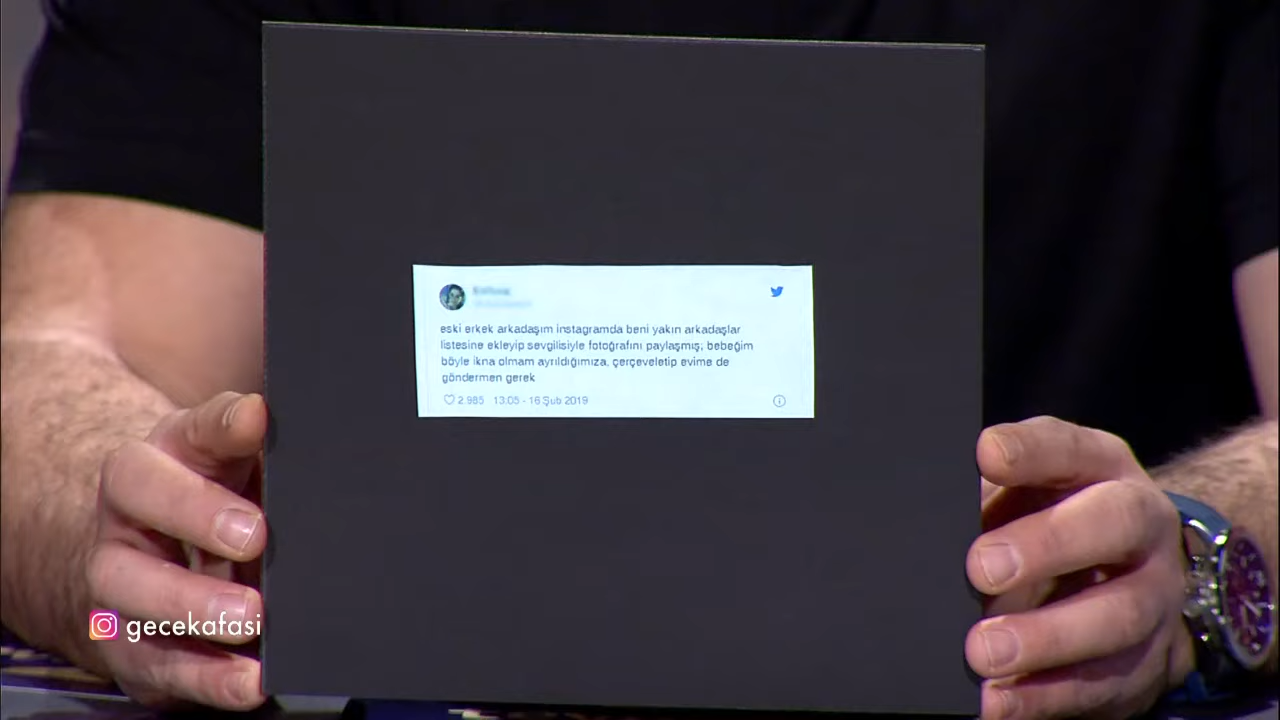 eski erkek arkadaşım instagramda beni yakın arkadaşlar
listesine ekleyip sevgilisiyle fotoğrafını paylaşmış; bebeğim
böyle ikna olmam ayrıldığımıza, çerçeveletip evime de
göndermen gerek
2.985 13:05 - 16 Şub 2019
gecekafasi